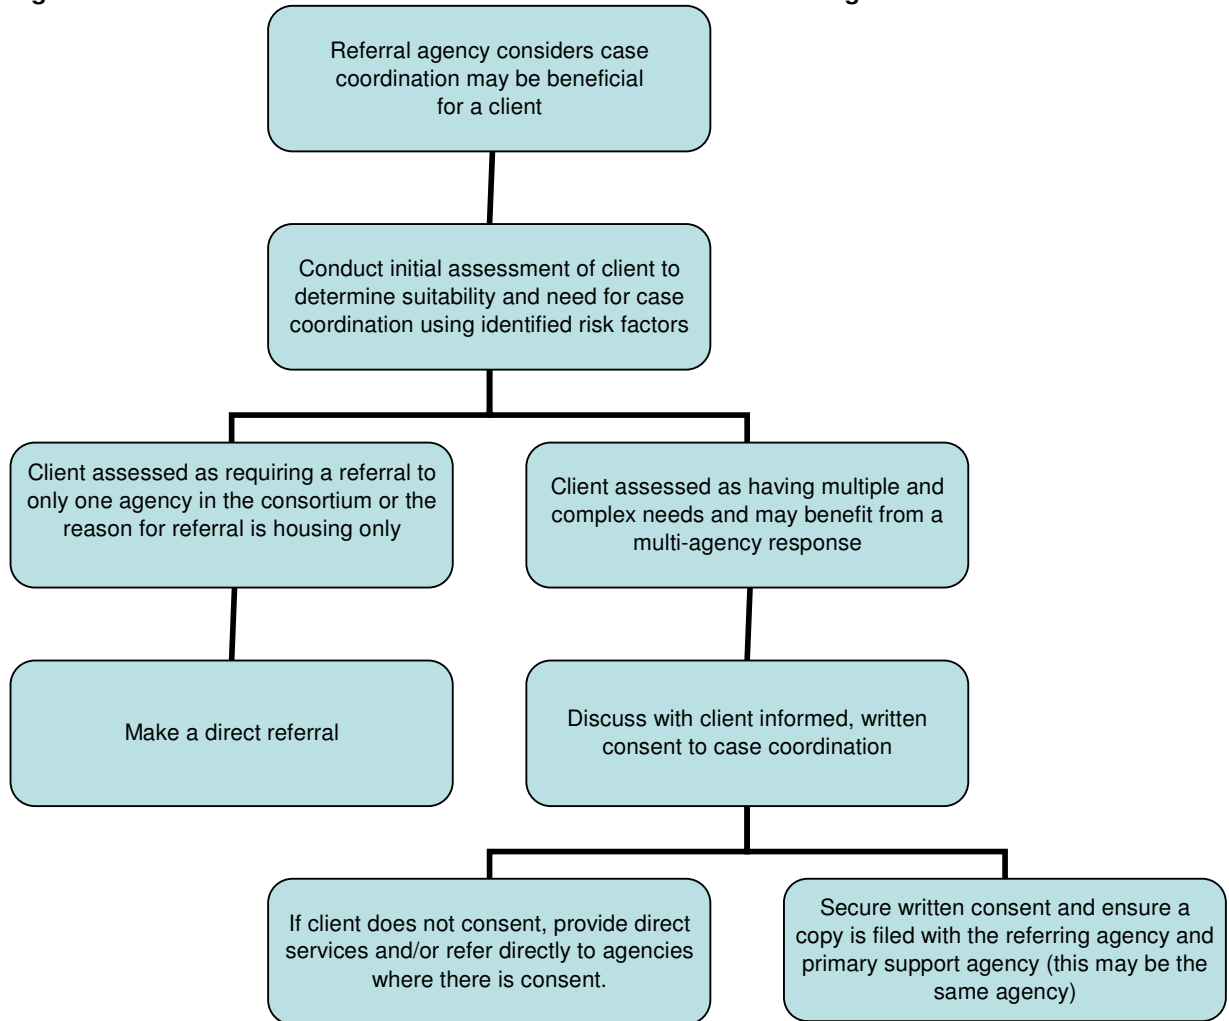 Referral agency considers case
coordination may be beneficial
for a client
Conduct initial assessment of client to
determine suitability and need for case
coordination using identified risk factors
Client assessed as requiring a referral to
only one agency in the consortium or the
reason for referral is housing only
Client assessed as having multiple and
complex needs and may benefit from a
multi-agency response
Make a direct referral
Discuss with client informed, written
consent to case coordination
If client does not consent, provide direct
services and/or refer directly to agencies
where there is consent.
Secure written consent and ensure a
copy is filed with the referring agency and
primary support agency (this may be the
same agency)